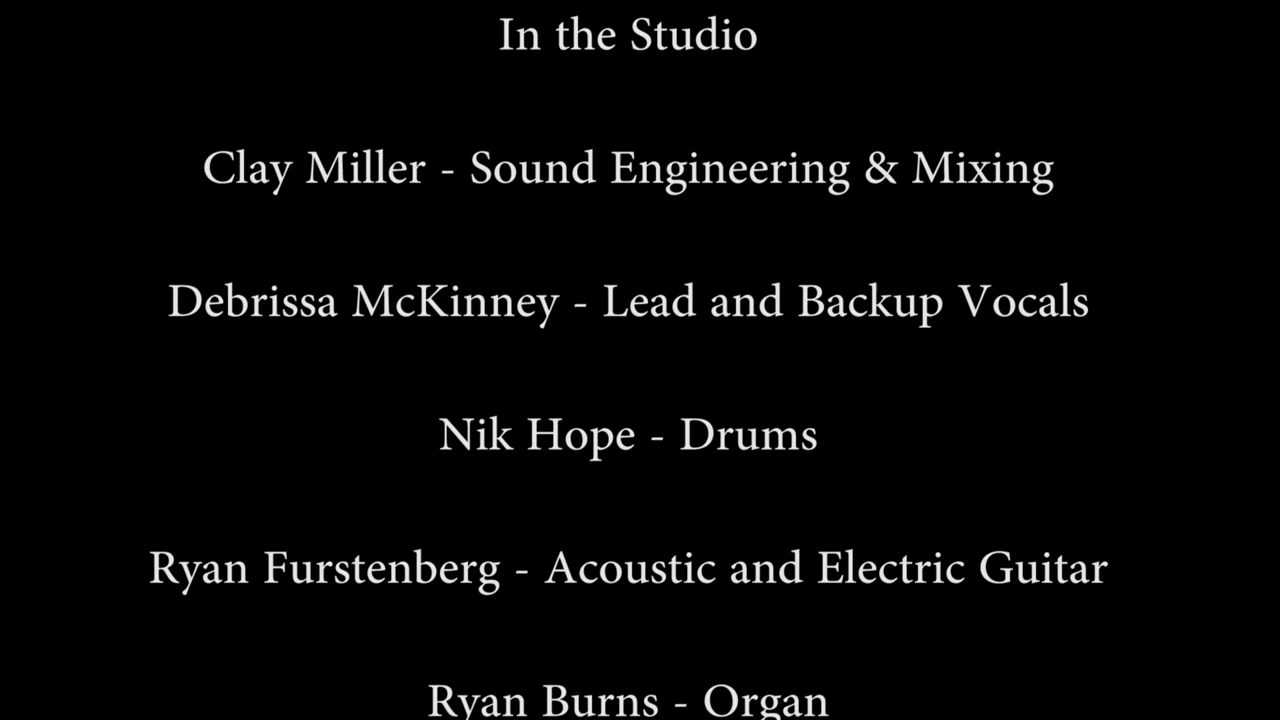 In the Studio
Clay Miller - Sound Engineering & Mixing
Debrissa McKinney - Lead and Backup Vocals
Nik Hope - Drums
Ryan Furstenberg - Acoustic and Electric Guitar
Ryan Burns - Organ